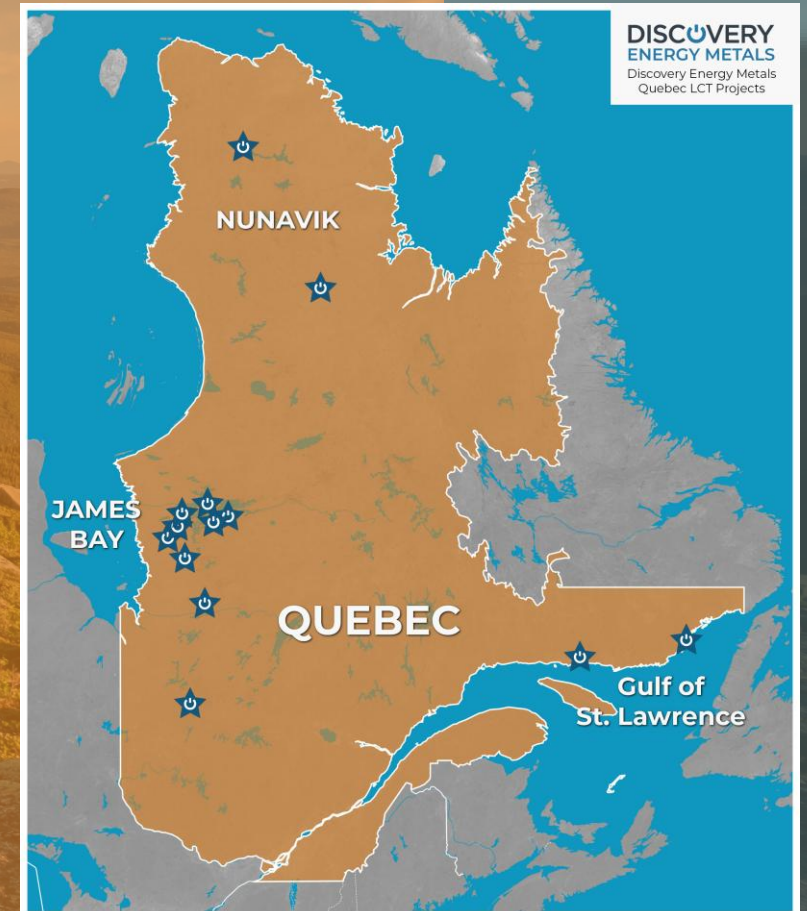 DISCOVERY
ENERGY METALS
Discovery Energy Metals
Quebec LCT Projects
NUNAVIK
JAMES
BAY
QUEBEC
Gulf of
St. Lawrence